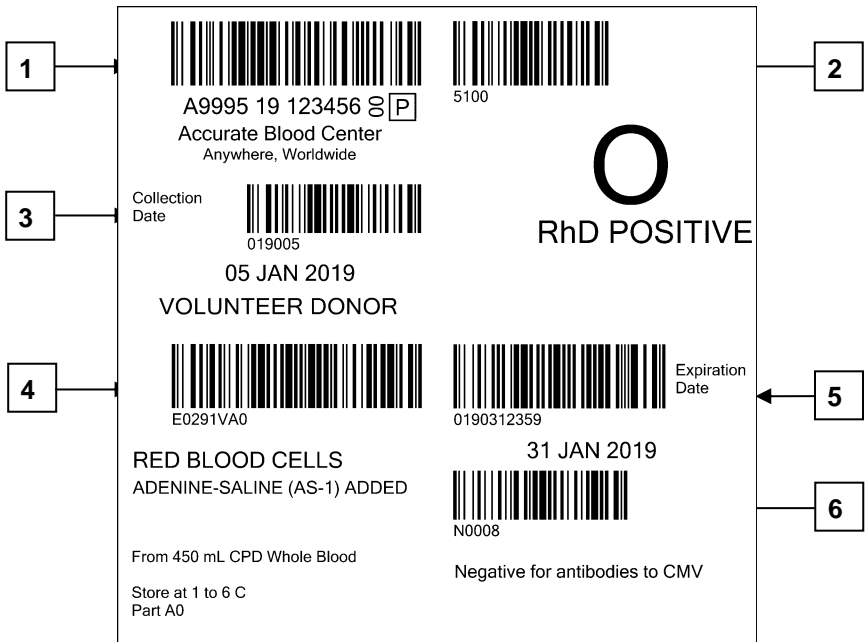 1
2
A9995 19 123456 00 P
Accurate Blood Center
Anywhere, Worldwide
5100
O
RhD POSITIVE
3
Collection
Date
019005
05 JAN 2019
VOLUNTEER DONOR
4
E0291VA0
RED BLOOD CELLS
ADENINE-SALINE (AS-1) ADDED
From 450 mL CPD Whole Blood
Store at 1 to 6 C
Part A0
Expiration
Date
5
0190312359
31 JAN 2019
6
N0008
Negative for antibodies to CMV